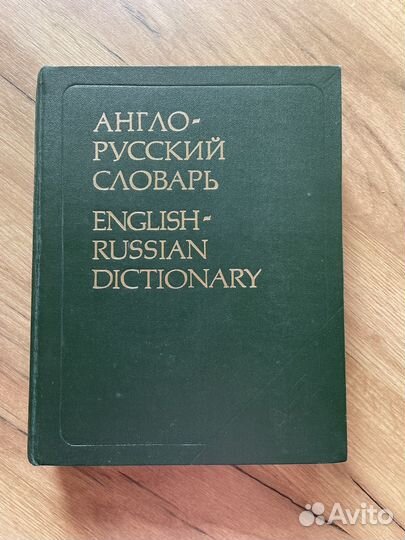 АНГЛО-
РУССКИЙ
СЛОВАРЬ
ENGLISH-
RUSSIAN
DICTIONARY
Avito